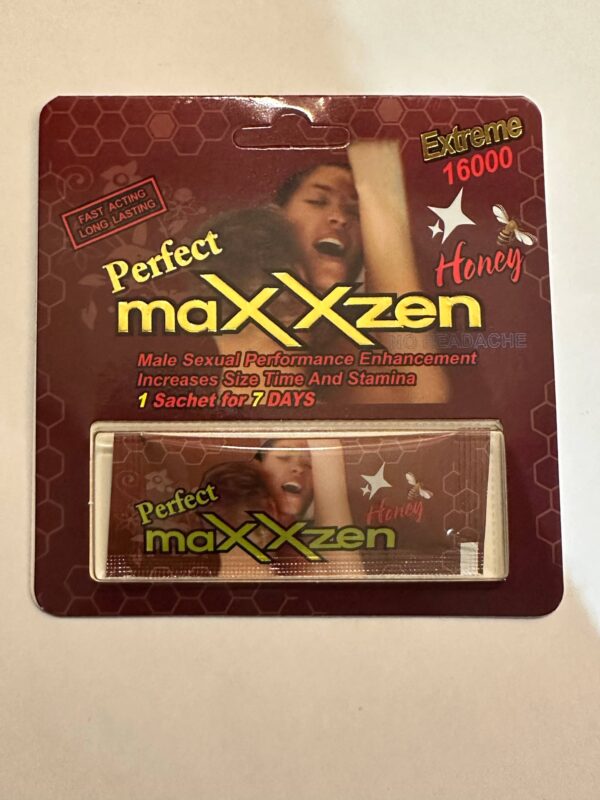 Extreme
16000
FAST ACTING
LONG LASTING
Honey
Perfect
maXXzen
NO HEADACHE
Male Sexual Performance Enhancement
Increases Size Time And Stamina
1 Sachet for 7 DAYS
Perfect
maXXzen
Honey